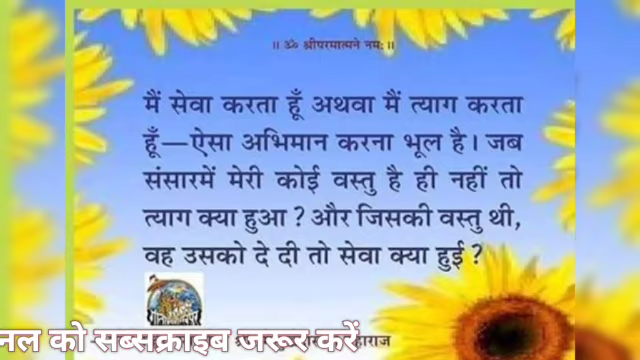 ॥ ॐ श्रीपरमात्मने नमः ॥
मैं सेवा करता हूँ अथवा मैं त्याग करता
हूँ—ऐसा अभिमान करना भूल है। जब
संसारमें मेरी कोई वस्तु है ही नहीं तो
त्याग क्या हुआ ? और जिसकी वस्तु थी,
वह उसको दे दी तो सेवा क्या हुई ?
नल को सब्सक्राइब जरूर करें